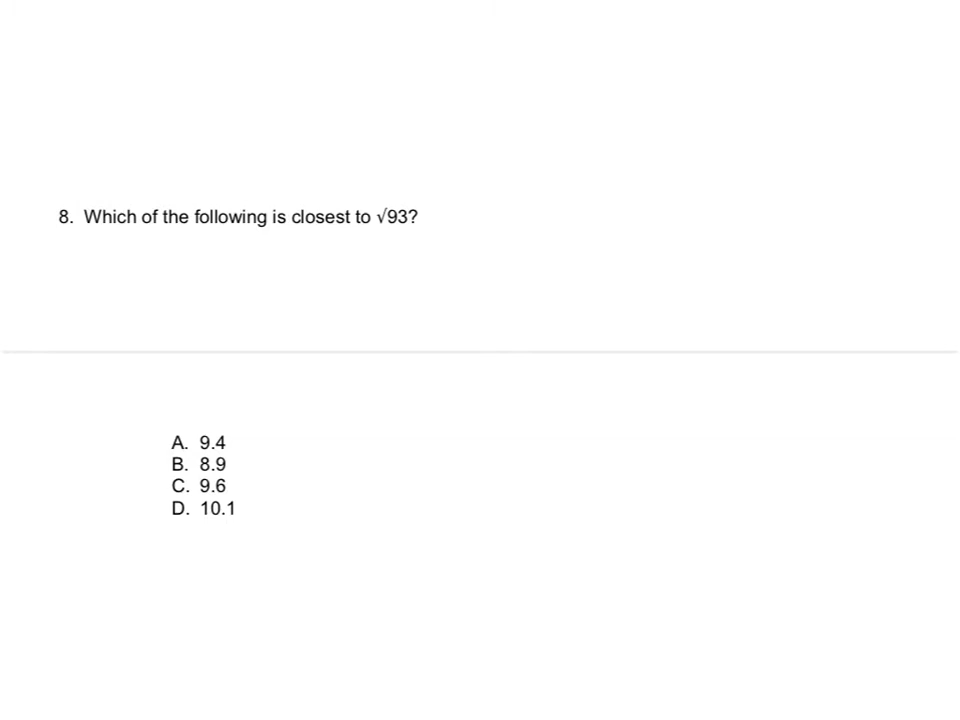 8. Which of the following is closest to √93?
A. 9.4
B. 8.9
C. 9.6
D. 10.1